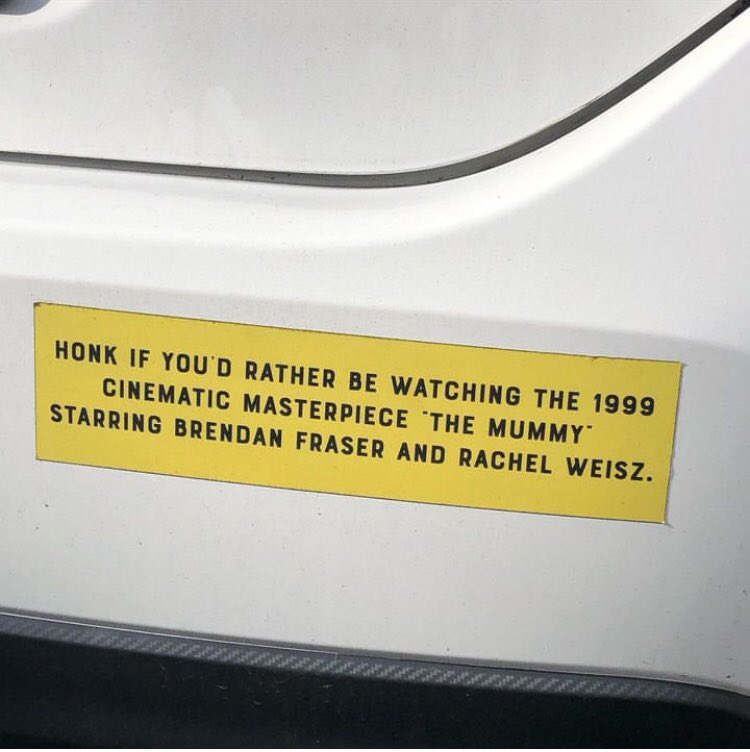 HONK IF YOU'D RATHER BE WATCHING THE 1999
CINEMATIC MASTERPIECE "THE MUMMY"
STARRING BRENDAN FRASER AND RACHEL WEISZ.